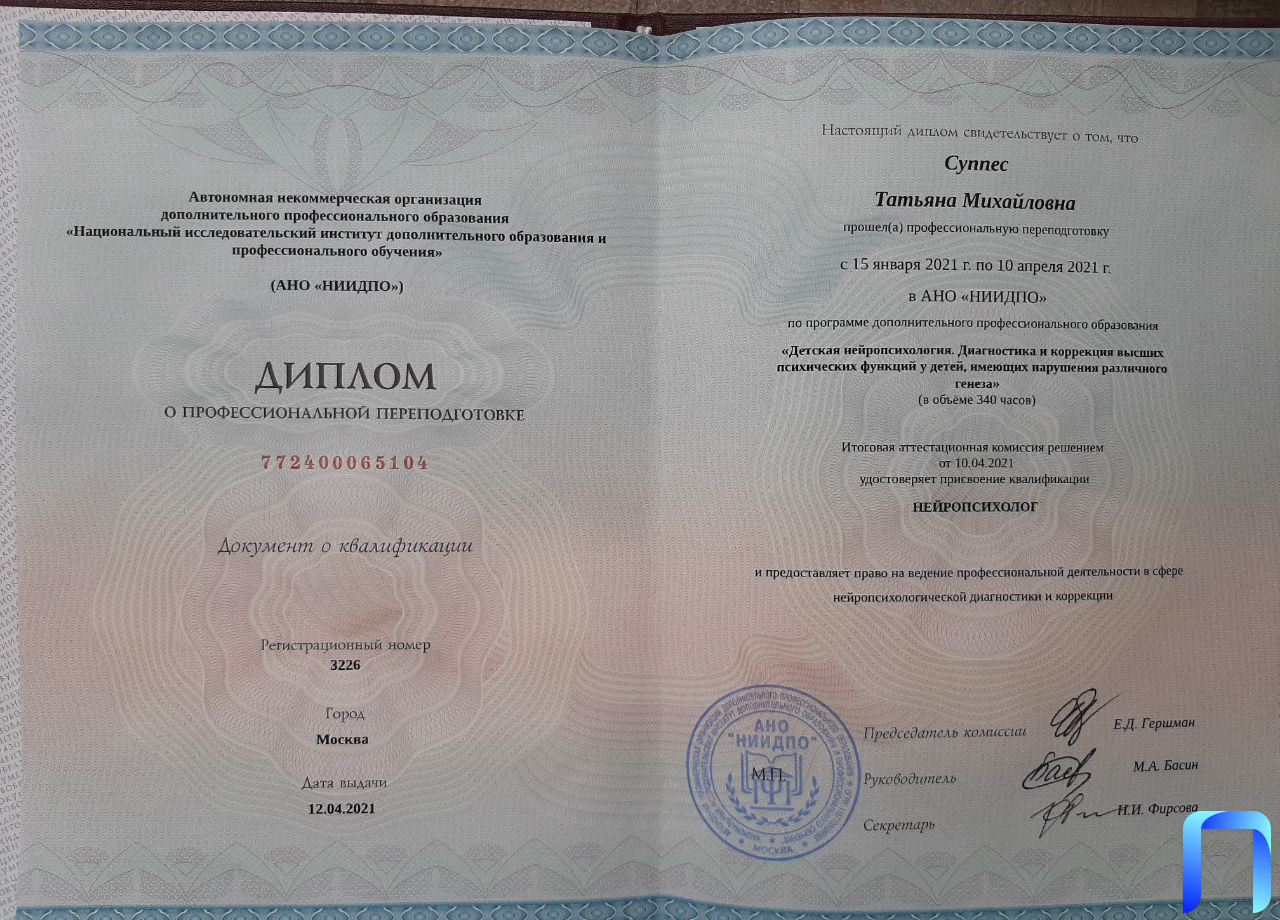 Автономная некоммерческая организация
дополнительного профессионального образования
«Национальный исследовательский институт дополнительного образования и
профессионального обучения»
(АНО «НИИДПО»)
ДИПЛОМ
О ПРОФЕССИОНАЛЬНОЙ ПЕРЕПОДГОТОВКЕ
772400065104
Документ о квалификации
Регистрационный номер
3226
Город
Москва
Дата выдачи
12.04.2021
Настоящий диплом свидетельствует о том, что
Суппес
Татьяна Михайловна
прошел(а) профессиональную переподготовку
с 15 января 2021 г. по 10 апреля 2021 г.
в АНО «НИИДПО»
по программе дополнительного профессионального образования
«Детская нейропсихология. Диагностика и коррекция высших
психических функций у детей, имеющих нарушения различного
генеза»
(в объёме 340 часов)
Итоговая аттестационная комиссия решением
от 10.04.2021
удостоверяет присвоение квалификации
НЕЙРОПСИХОЛОГ
и предоставляет право на ведение профессиональной деятельности в сфере
нейропсихологической диагностики и коррекции
АНО
"НИИДПО"
М.П.
МОСКВА
Председатель комиссии Е.Д. Гершман
Руководитель М.А. Басин
Секретарь Н.И. Фирсова